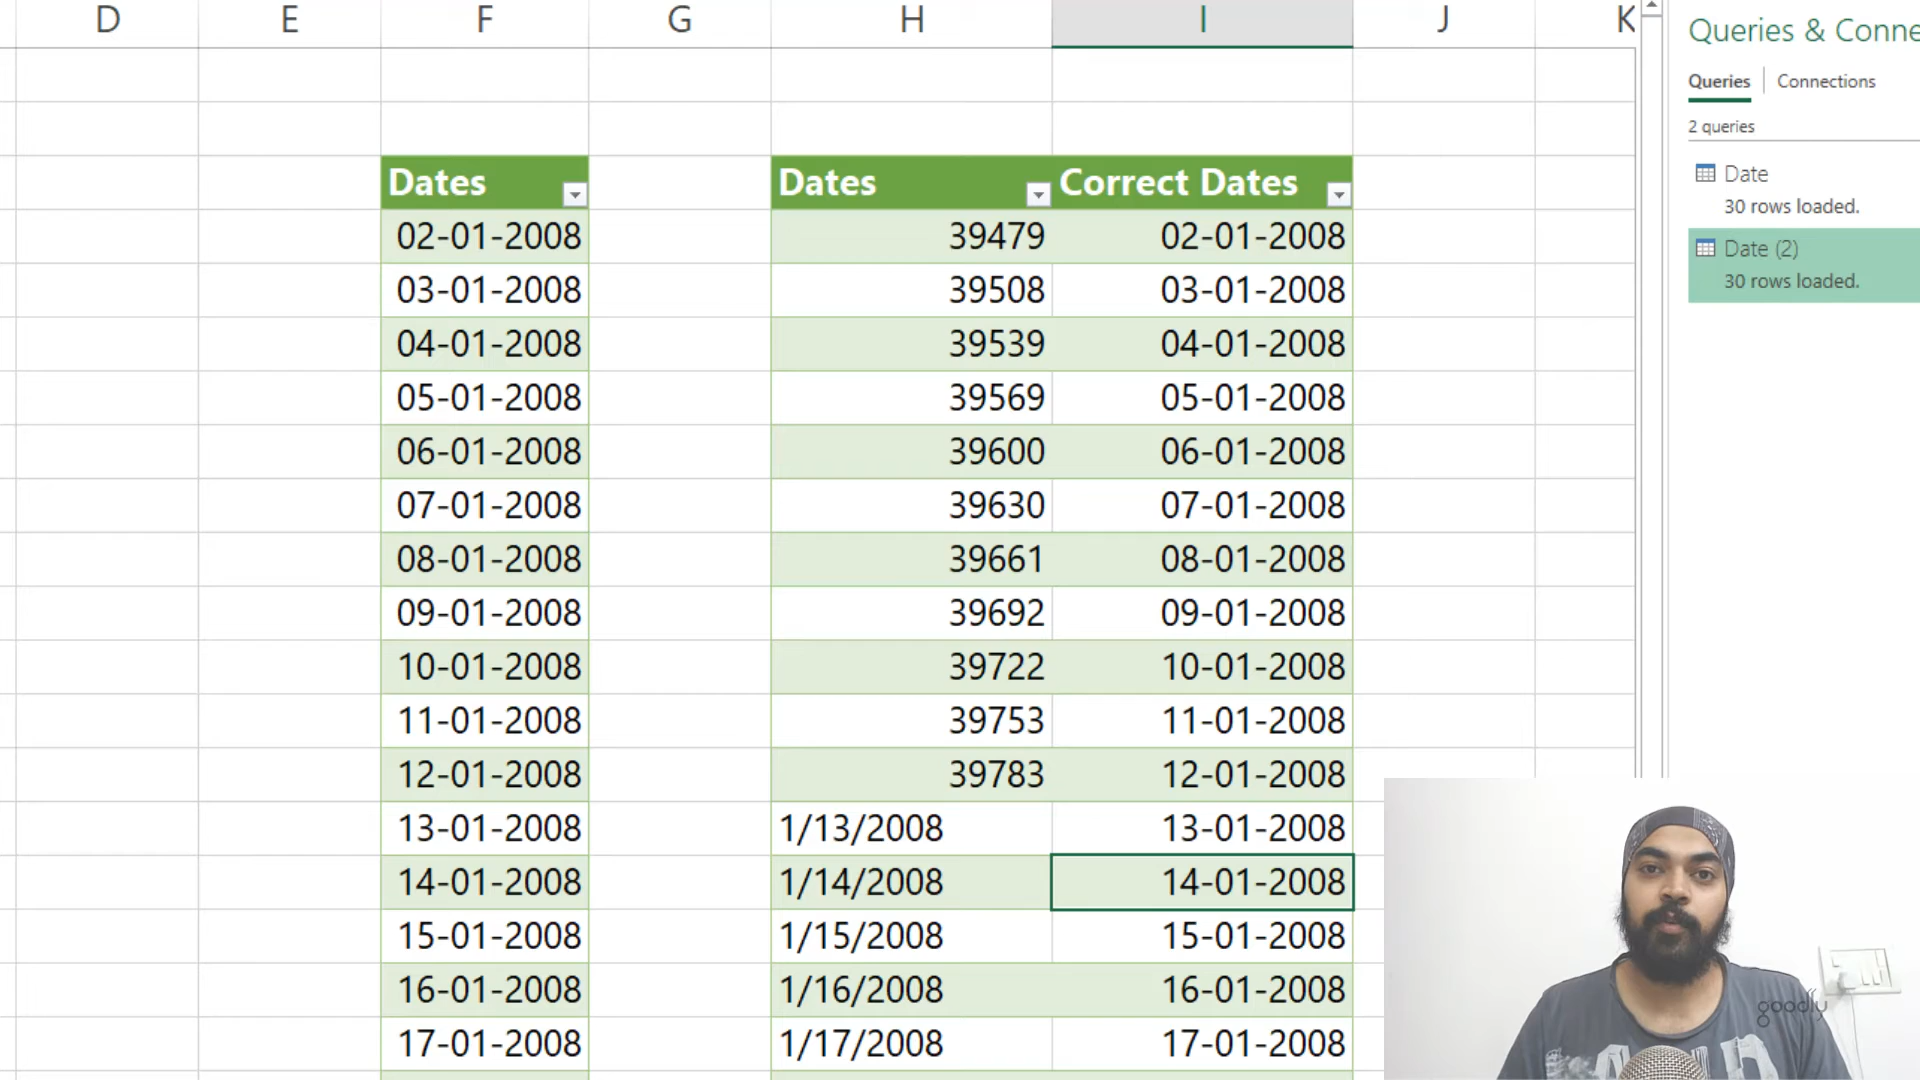 D E F G H I J K
Queries & Conne
Queries Connections
2 queries
Date
30 rows loaded.
Date (2)
30 rows loaded.
Dates Dates Correct Dates
02-01-2008 39479 02-01-2008
03-01-2008 39508 03-01-2008
04-01-2008 39539 04-01-2008
05-01-2008 39569 05-01-2008
06-01-2008 39600 06-01-2008
07-01-2008 39630 07-01-2008
08-01-2008 39661 08-01-2008
09-01-2008 39692 09-01-2008
10-01-2008 39722 10-01-2008
11-01-2008 39753 11-01-2008
12-01-2008 39783 12-01-2008
13-01-2008 1/13/2008 13-01-2008
14-01-2008 1/14/2008 14-01-2008
15-01-2008 1/15/2008 15-01-2008
16-01-2008 1/16/2008 16-01-2008
17-01-2008 1/17/2008 17-01-2008
goodly